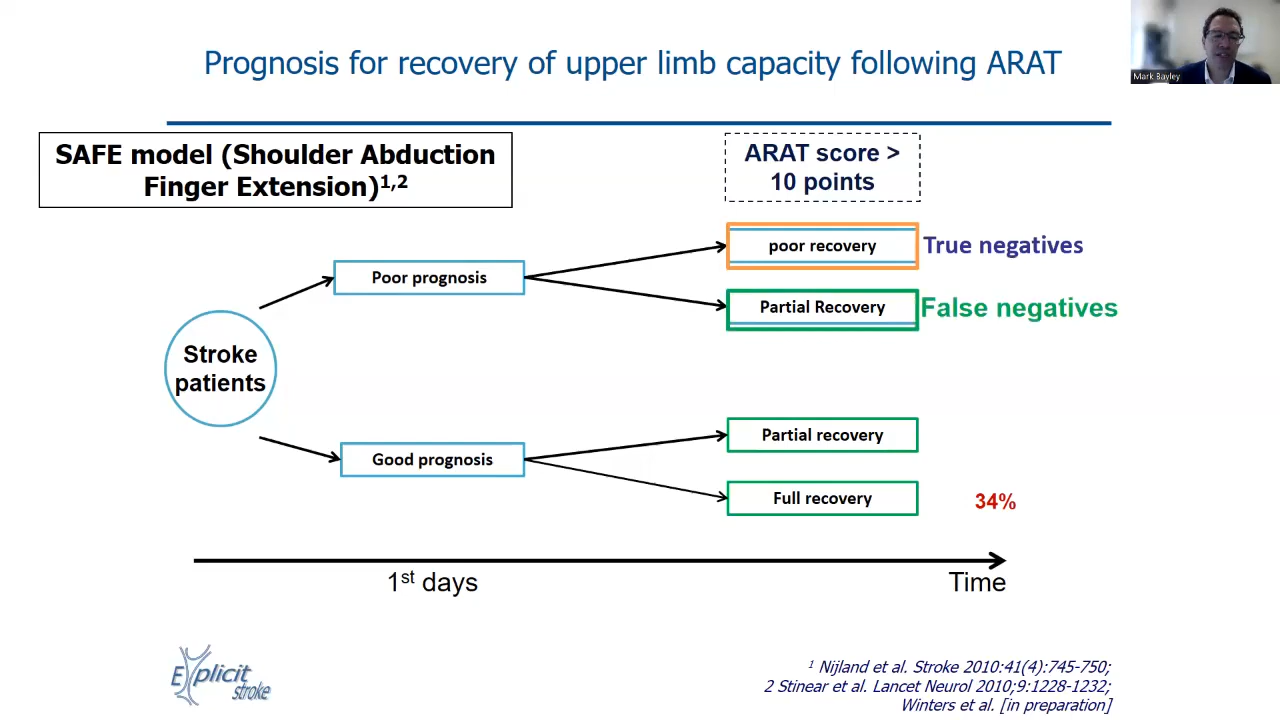 Prognosis for recovery of upper limb capacity following ARAT
Mark Bayley
SAFE model (Shoulder Abduction
Finger Extension)1,2
ARAT score >
10 points
poor recovery
True negatives
Poor prognosis
Partial Recovery
False negatives
Stroke
patients
Partial recovery
Good prognosis
Full recovery
34%
1st days
Time
Explicit
stroke
1 Nijland et al. Stroke 2010:41(4):745-750;
2 Stinear et al. Lancet Neurol 2010;9:1228-1232;
Winters et al. [in preparation]